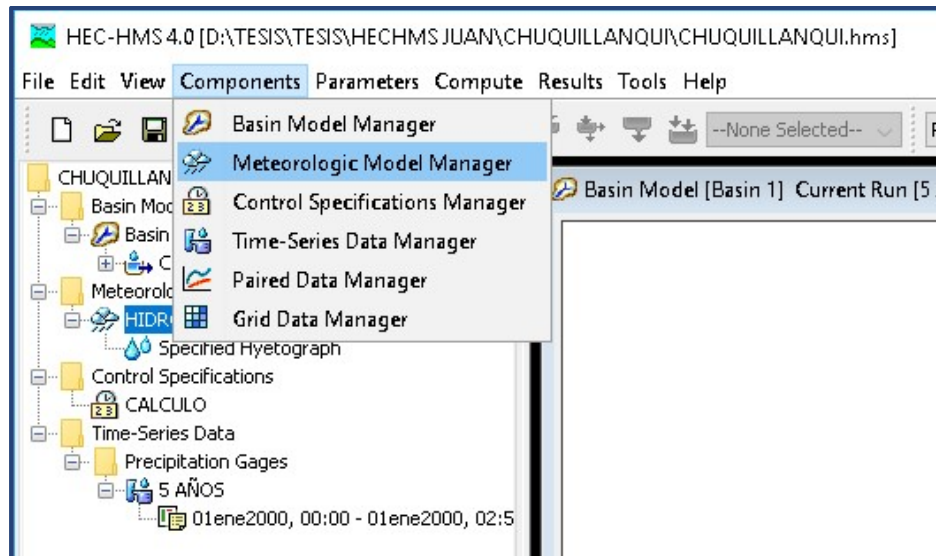 HEC-HMS 4.0 [D:\TESIS\TESIS\HECHMS JUAN\CHUQUILLANQUI\CHUQUILLANQUI.hms]
File Edit View Components Parameters Compute Results Tools Help
Basin Model Manager
--None Selected--
Meteorologic Model Manager
Control Specifications Manager
Time-Series Data Manager
Paired Data Manager
Grid Data Manager
Basin Model [Basin 1] Current Run [5
CHUQUILLAN
Basin Mod
Basin
C
Meteorolo
HIDR
Specified Hyetograph
Control Specifications
CALCULO
Time-Series Data
Precipitation Gages
5 AÑOS
01ene2000, 00:00 - 01ene2000, 02:5